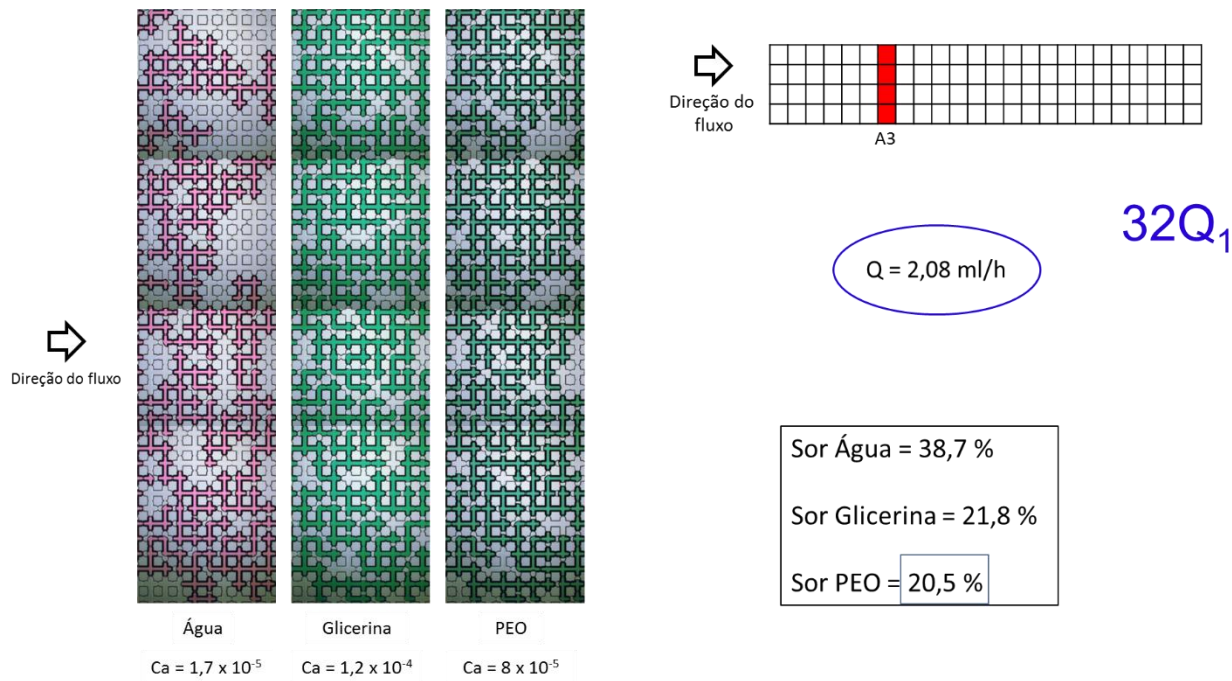 Direção do fluxo
Água
Glicerina
PEO
Ca = 1,7 x 10⁻⁵
Ca = 1,2 x 10⁻⁴
Ca = 8 x 10⁻⁵
Direção do
fluxo
A3
32Q₁
Q = 2,08 ml/h
Sor Água = 38,7 %
Sor Glicerina = 21,8 %
Sor PEO = 20,5 %